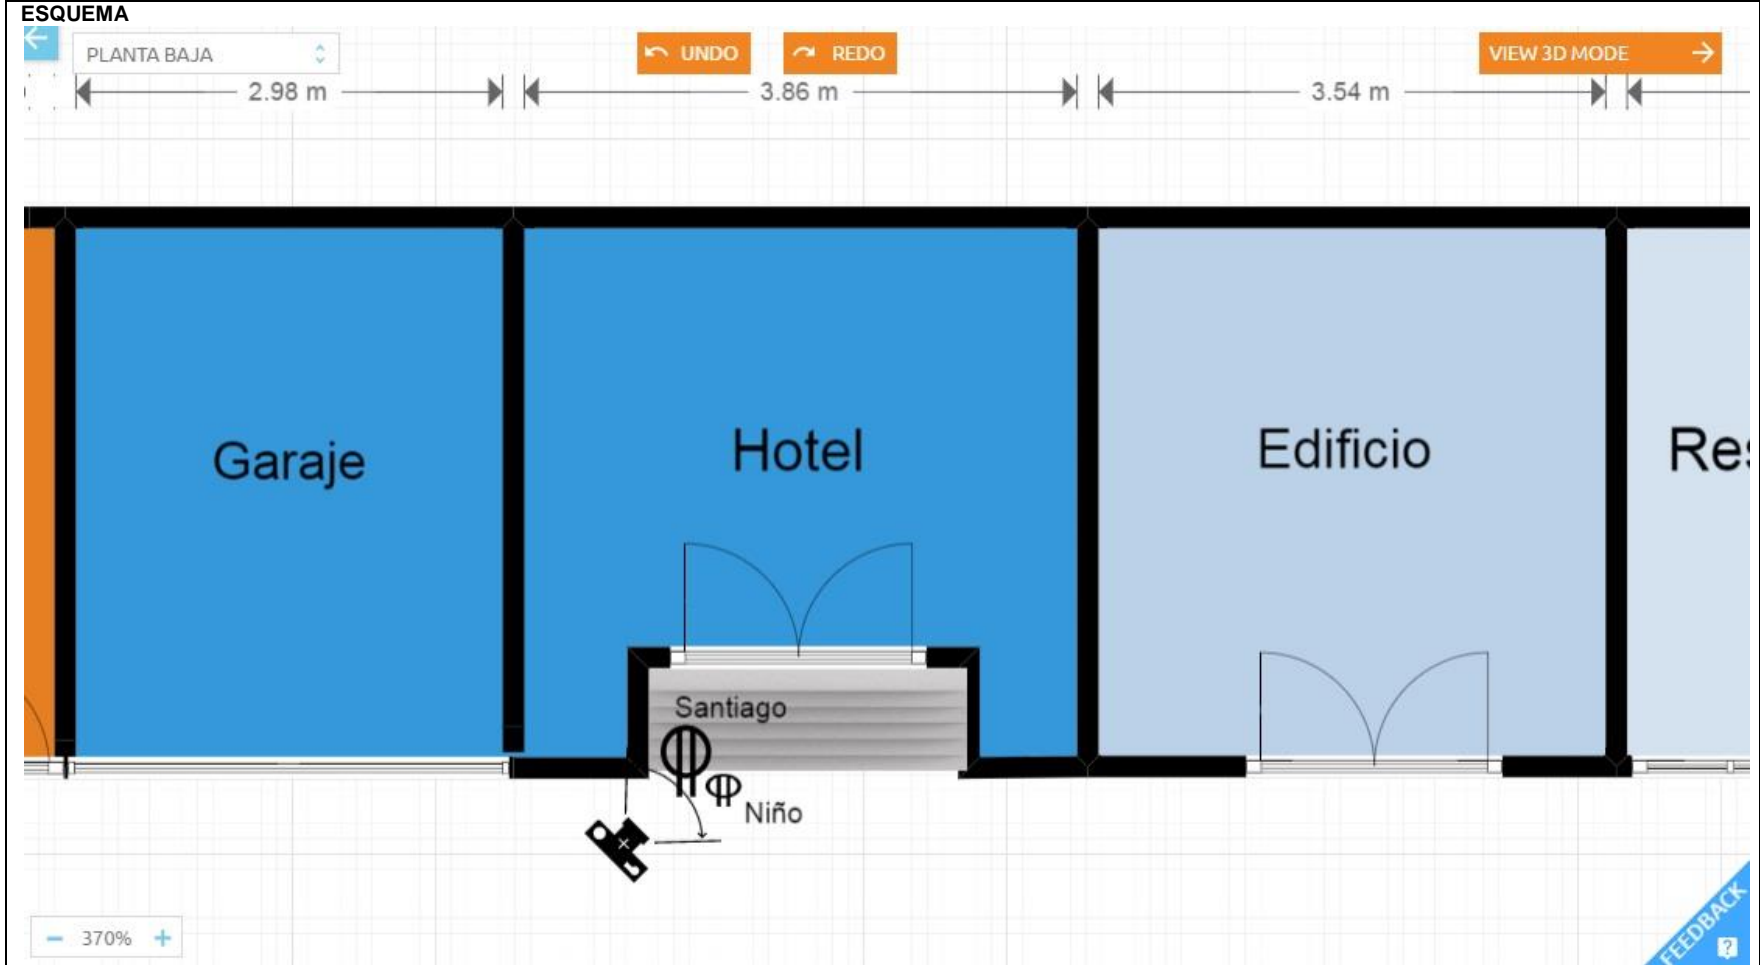 ESQUEMA
PLANTA BAJA
UNDO
REDO
VIEW 3D MODE
2.98 m
3.86 m
3.54 m
Garaje
Hotel
Edificio
Res
Santiago
Niño
370%
FEEDBACK
?